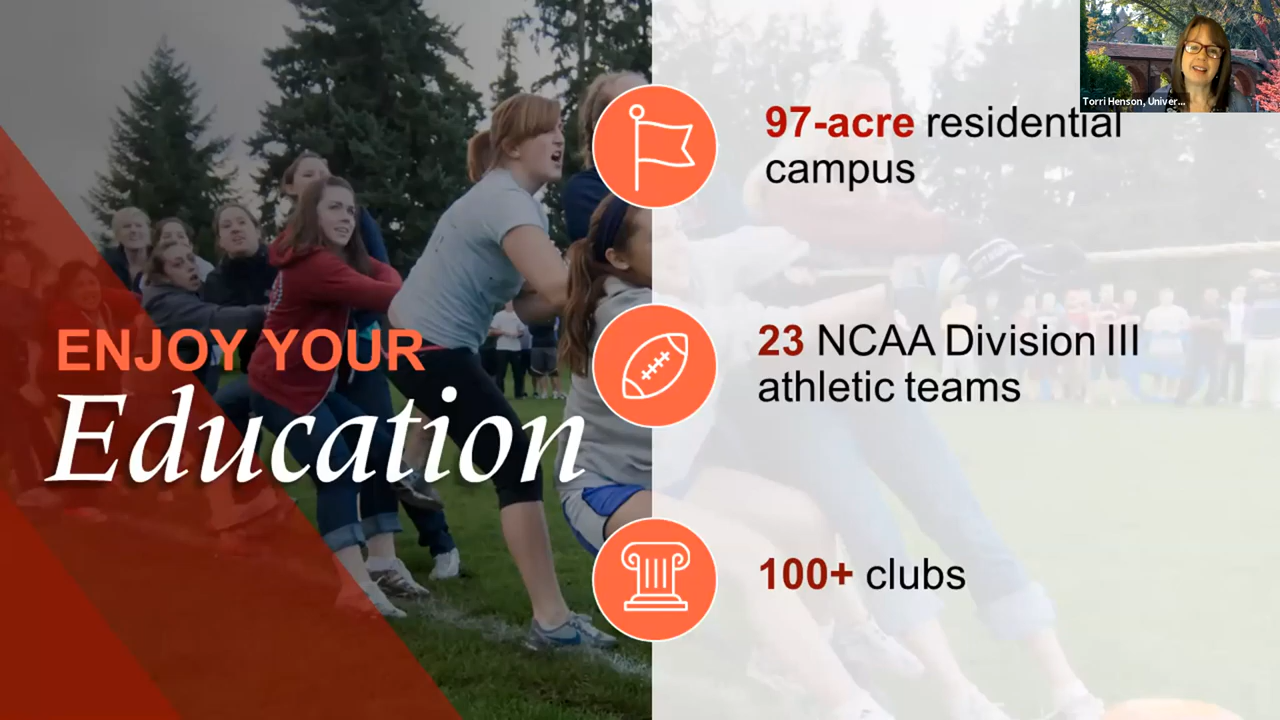 Torri Henson, Univer...
97-acre residential
campus
ENJOY YOUR
Education
23 NCAA Division III
athletic teams
100+ clubs